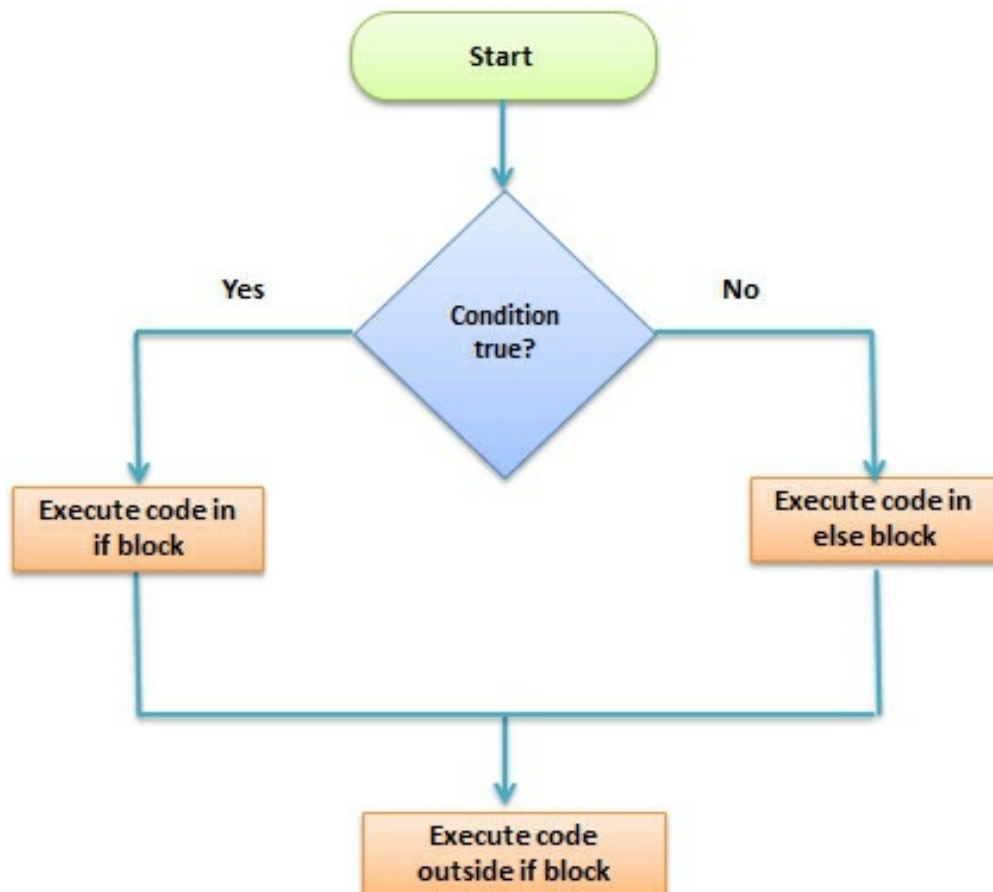 Start
Yes
No
Condition
true?
Execute code in
if block
Execute code in
else block
Execute code
outside if block